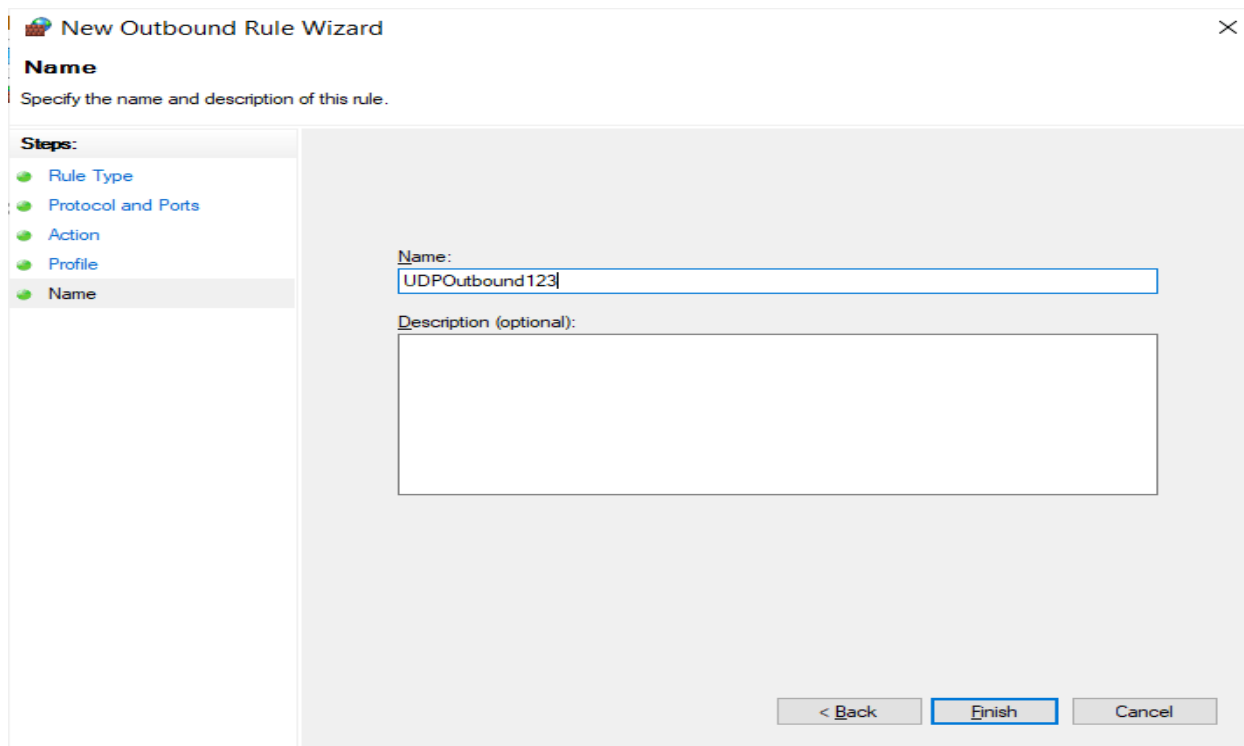 New Outbound Rule Wizard
Name
Specify the name and description of this rule.
Steps:
Rule Type
Protocol and Ports
Action
Profile
Name
Name:
UDPOutbound123
Description (optional):
< Back
Finish
Cancel